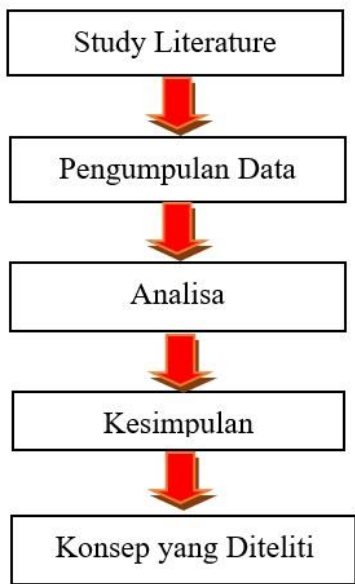 Study Literature
Pengumpulan Data
Analisa
Kesimpulan
Konsep yang Diteliti